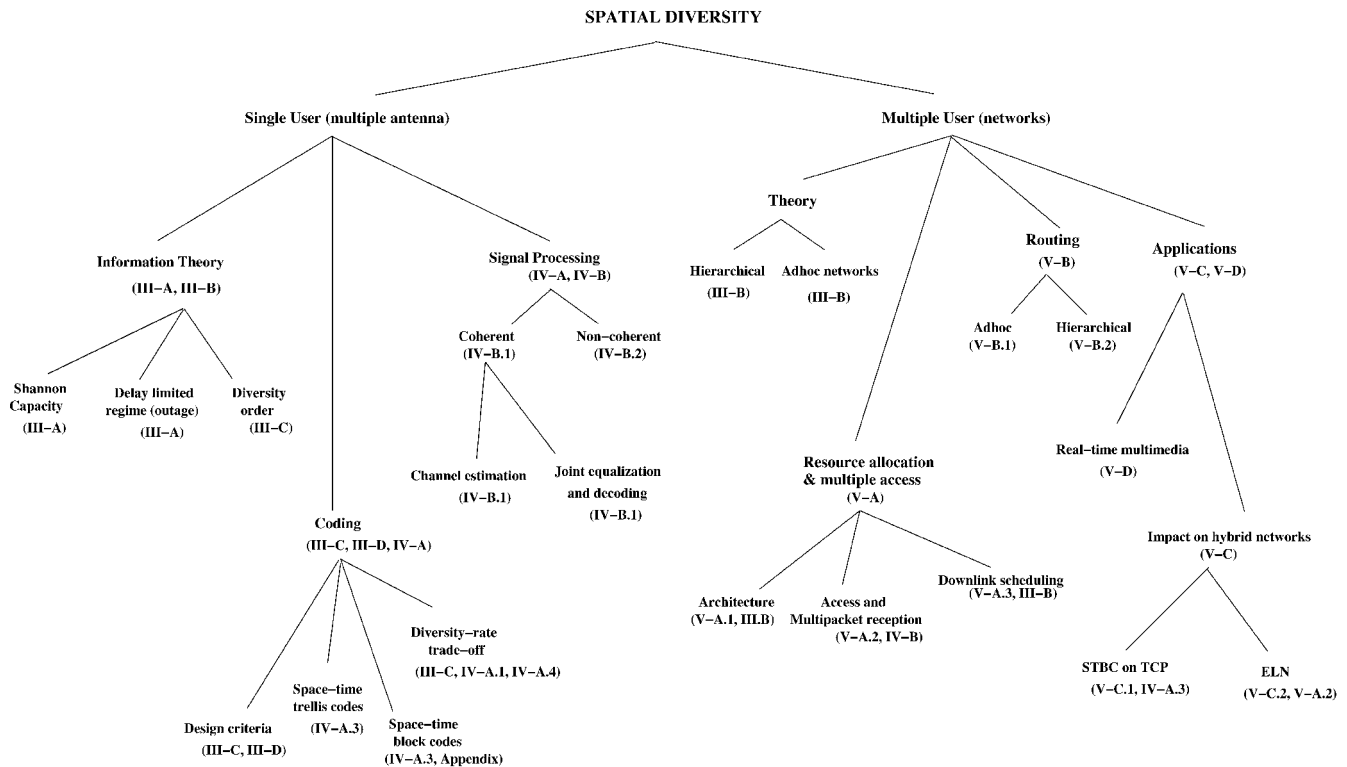 SPATIAL DIVERSITY
Single User (multiple antenna)
Multiple User (networks)
Information Theory
(III–A, III–B)
Shannon
Capacity
(III–A)
Delay limited
regime (outage)
(III–A)
Diversity
order
(III–C)
Signal Processing
(IV–A, IV–B)
Coherent
(IV–B.1)
Non–coherent
(IV–B.2)
Channel estimation
(IV–B.1)
Joint equalization
and decoding
(IV–B.1)
Coding
(III–C, III–D, IV–A)
Design criteria
(III–C, III–D)
Space–time
trellis codes
(IV–A.3)
Space–time
block codes
(IV–A.3, Appendix)
Diversity–rate
trade–off
(III–C, IV–A.1, IV–A.4)
Theory
Hierarchical
(III–B)
Adhoc networks
(III–B)
Resource allocation
& multiple access
(V–A)
Architecture
(V–A.1, III.B)
Access and
Multipacket reception
(V–A.2, IV–B)
Downlink scheduling
(V–A.3, III–B)
Routing
(V–B)
Adhoc
(V–B.1)
Hierarchical
(V–B.2)
Applications
(V–C, V–D)
Real–time multimedia
(V–D)
Impact on hybrid networks
(V–C)
STBC on TCP
(V–C.1, IV–A.3)
ELN
(V–C.2, V–A.2)